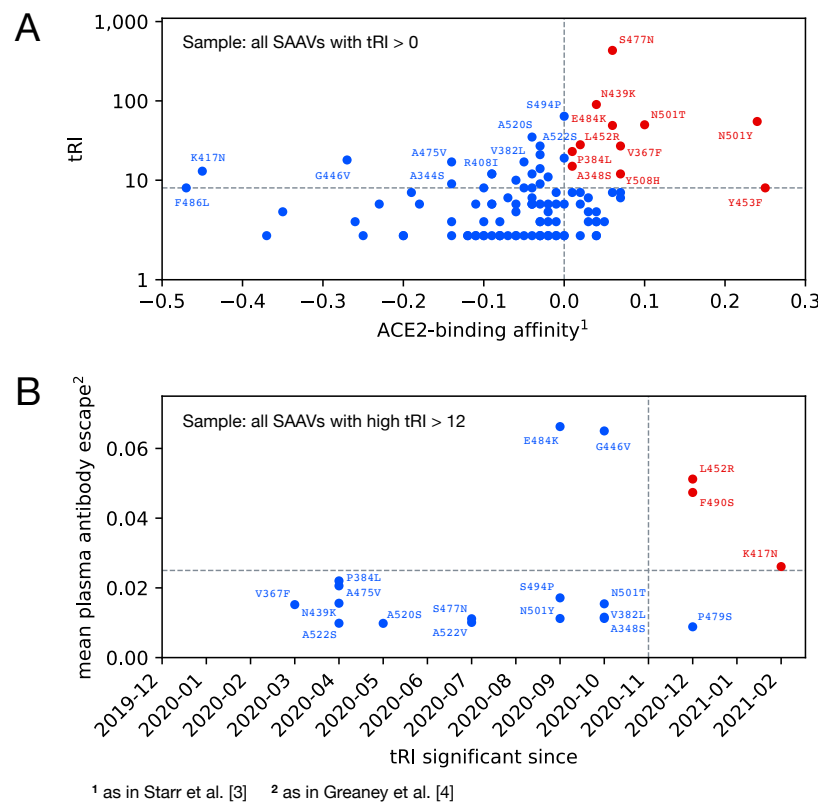 A
Sample: all SAAVs with tRI > 0
1,000
100
10
1
tRI
S477N
N439K
S494P
E484K
N501T
N501Y
A520S
A522S
L452R
K417N
A475V
V382L
V367F
G446V
R408I
P384L
A344S
A348S
Y508H
F486L
Y453F
−0.5 −0.4 −0.3 −0.2 −0.1 0.0 0.1 0.2 0.3
ACE2-binding affinity¹
B
Sample: all SAAVs with high tRI > 12
mean plasma antibody escape²
0.06
0.04
0.02
0.00
E484K
G446V
L452R
F490S
K417N
P384L
V367F
A475V
N439K
A522S
A520S
S477N
A522V
S494P
N501Y
N501T
V382L
A348S
P479S
2019-12 2020-01 2020-02 2020-03 2020-04 2020-05 2020-06 2020-07 2020-08 2020-09 2020-10 2020-11 2020-12 2021-01 2021-02
tRI significant since
¹ as in Starr et al. [3] ² as in Greaney et al. [4]